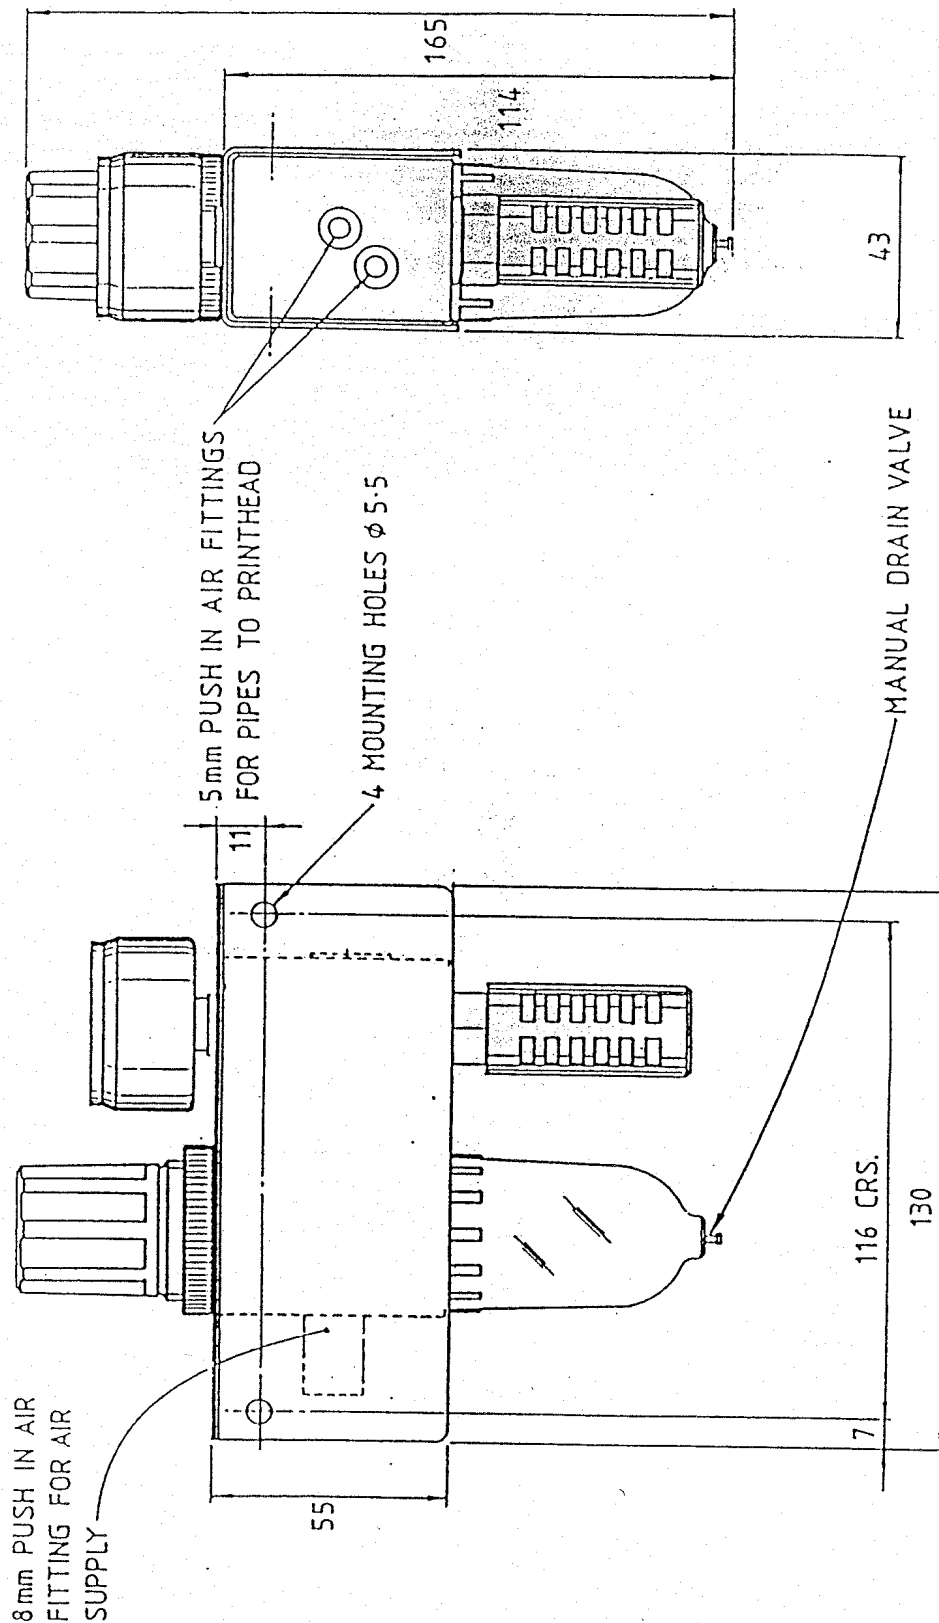 8mm PUSH IN AIR
FITTING FOR AIR
SUPPLY
55
11
5mm PUSH IN AIR FITTINGS
FOR PIPES TO PRINTHEAD
4 MOUNTING HOLES ϕ 5·5
MANUAL DRAIN VALVE
7
116 CRS.
130
165
114
43